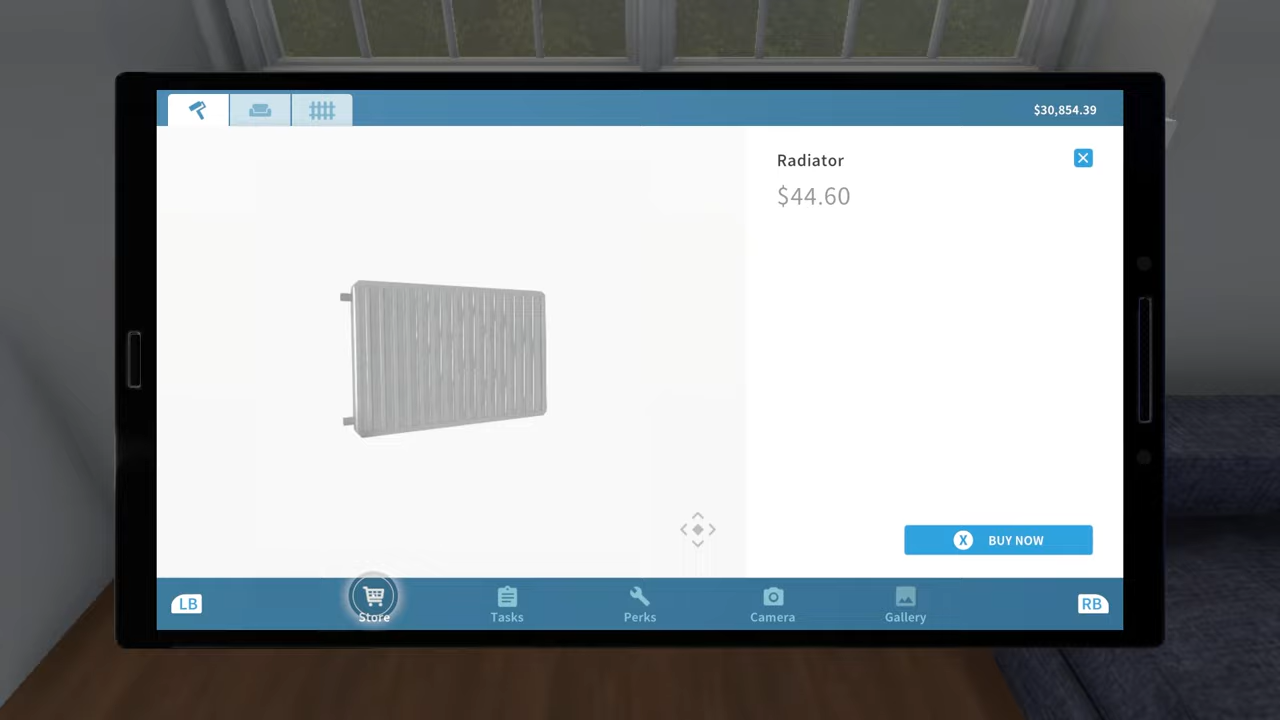 $30,854.39
Radiator
$44.60
X BUY NOW
LB
Store
Tasks
Perks
Camera
Gallery
RB